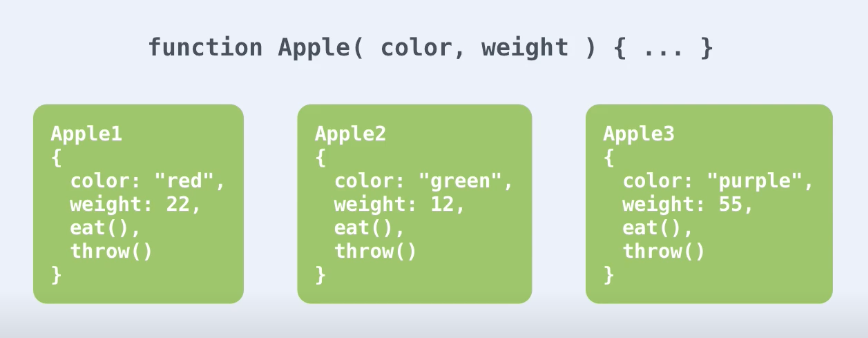 function Apple( color, weight ) { ... }
Apple1
{
  color: "red",
  weight: 22,
  eat(),
  throw()
}
Apple2
{
  color: "green",
  weight: 12,
  eat(),
  throw()
}
Apple3
{
  color: "purple",
  weight: 55,
  eat(),
  throw()
}